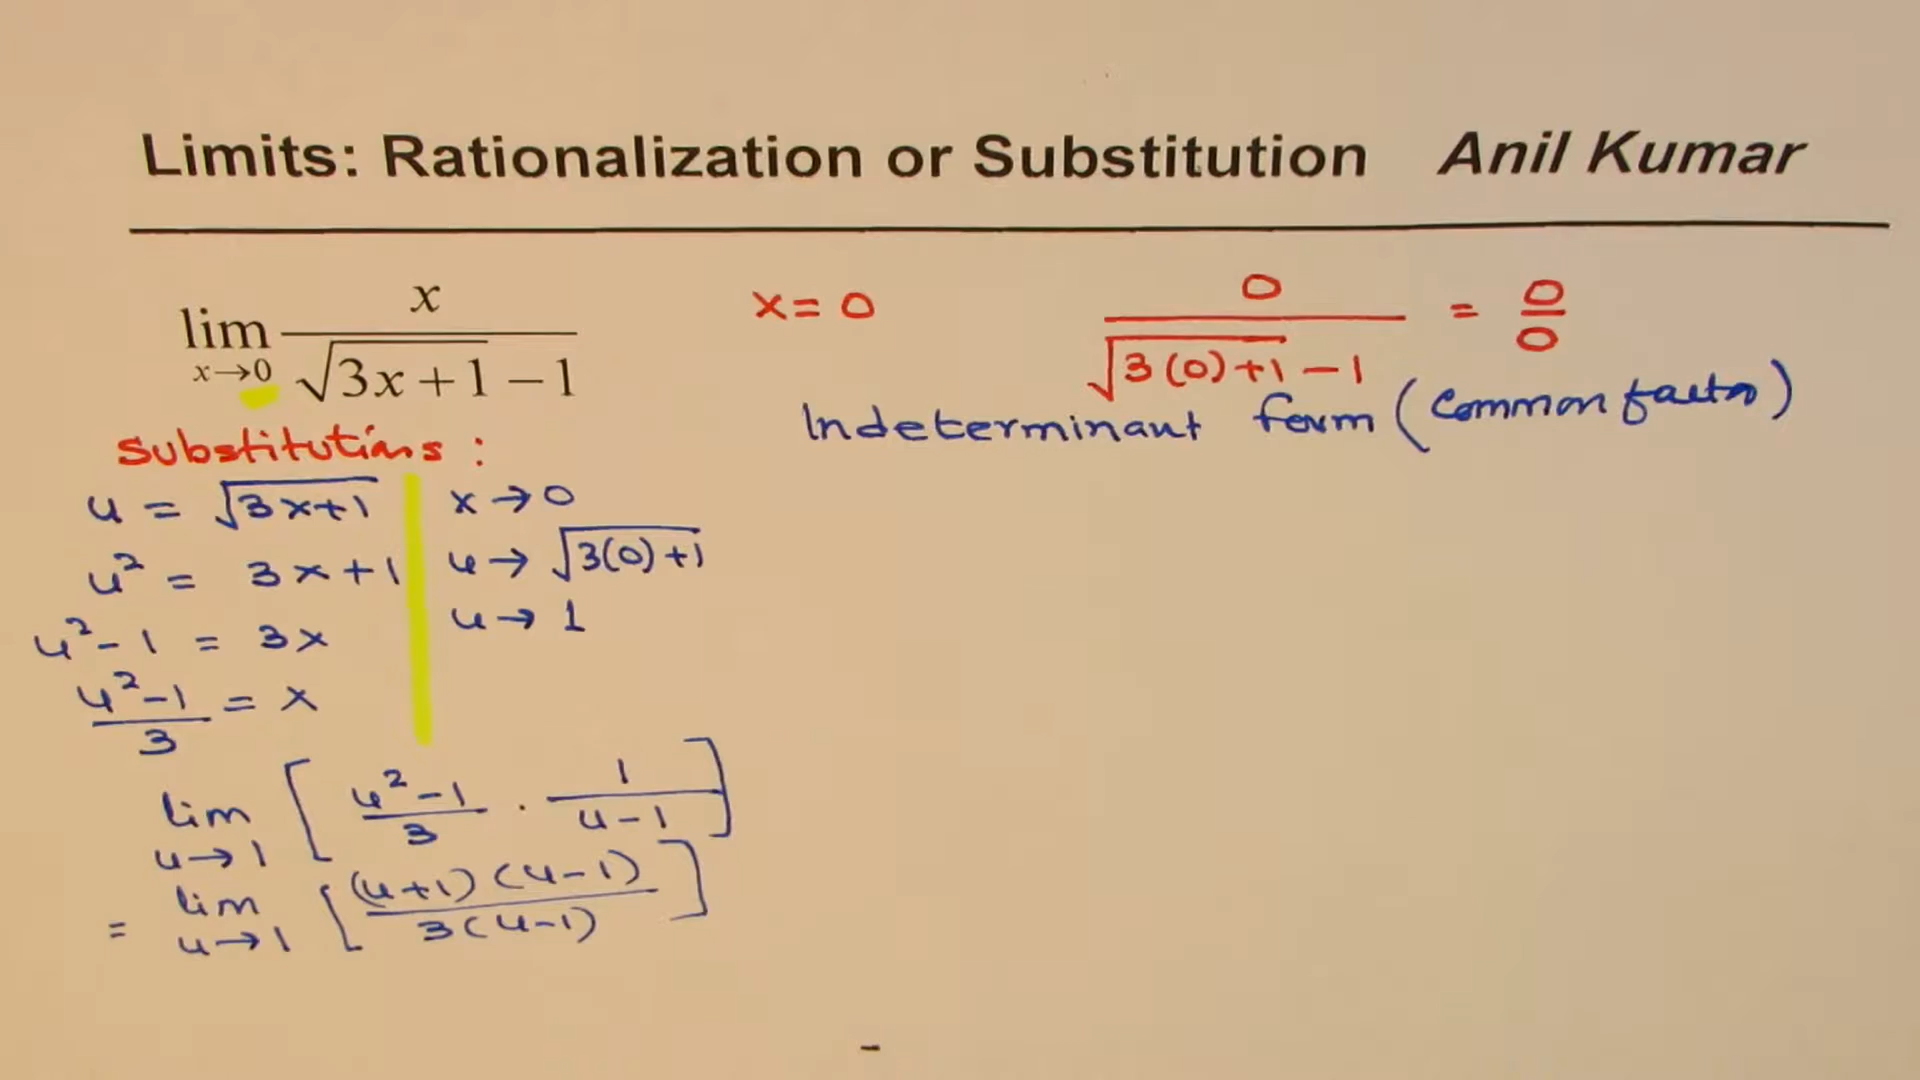 Limits: Rationalization or Substitution Anil Kumar
lim x→0 x / (√(3x+1) − 1)
x = 0
0 / (√(3(0)+1) − 1) = 0/0
Indeterminant form (Common factor)
Substitutions :
u = √(3x+1)
u² = 3x+1
u² − 1 = 3x
(u² − 1)/3 = x
x → 0
u → √(3(0)+1)
u → 1
lim u→1 [ (u² − 1)/3 · 1/(u − 1) ]
= lim u→1 [ (u+1)(u−1) / 3(u−1) ]